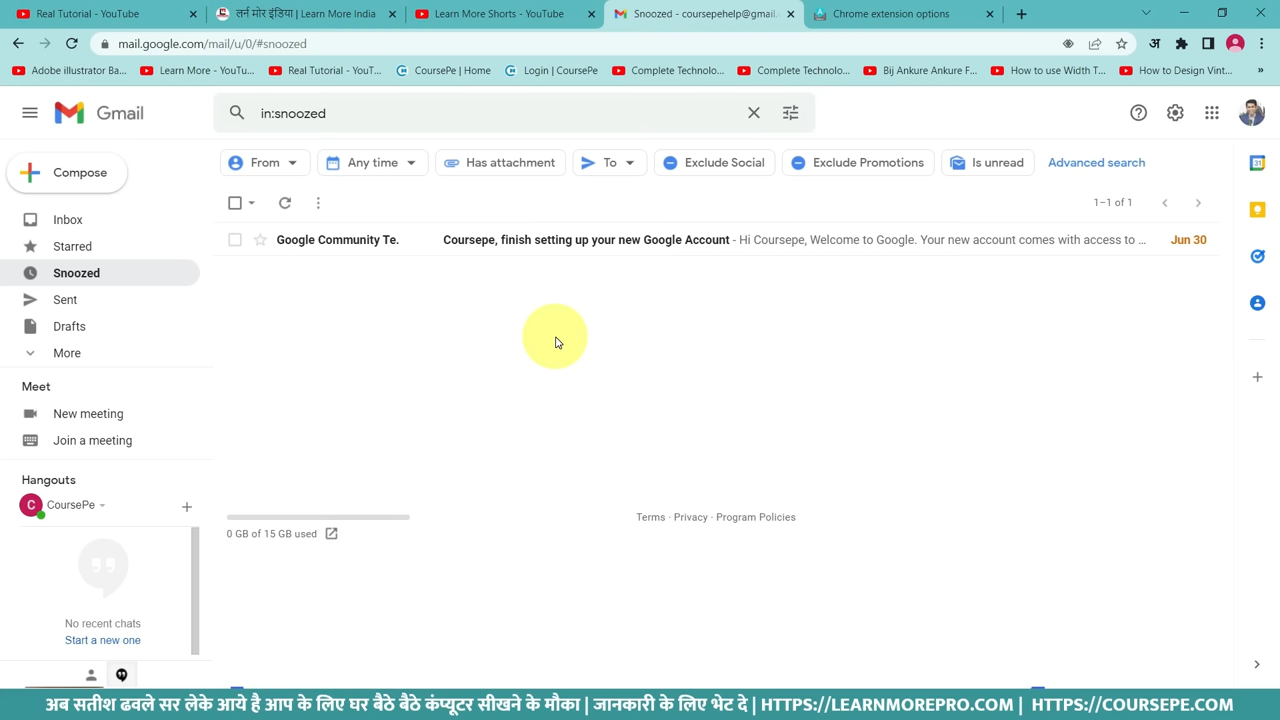 Real Tutorial - YouTube
लर्न मोर इंडिया | Learn More India
Learn More Shorts - YouTube
Snoozed - coursepehelp@gmail.
Chrome extension options
mail.google.com/mail/u/0/#snoozed
अ
Adobe illustrator Ba...
Learn More - YouTu...
Real Tutorial - YouT...
CoursePe | Home
Login | CoursePe
Complete Technolo...
Complete Technolo...
Bij Ankure Ankure F...
How to use Width T...
How to Design Vint...
»
Gmail
in:snoozed
Compose
From
Any time
Has attachment
To
Exclude Social
Exclude Promotions
Is unread
Advanced search
1–1 of 1
Inbox
Starred
Snoozed
Sent
Drafts
More
Google Community Te.
Coursepe, finish setting up your new Google Account - Hi Coursepe, Welcome to Google. Your new account comes with access to ...
Jun 30
31
Meet
New meeting
Join a meeting
Hangouts
C
CoursePe
No recent chats
Start a new one
Terms · Privacy · Program Policies
0 GB of 15 GB used
अब सतीश ढवले सर लेके आये है आप के लिए घर बैठे बैठे कंप्यूटर सीखने के मौका | जानकारी के लिए भेट दे | HTTPS://LEARNMOREPRO.COM | HTTPS://COURSEPE.COM